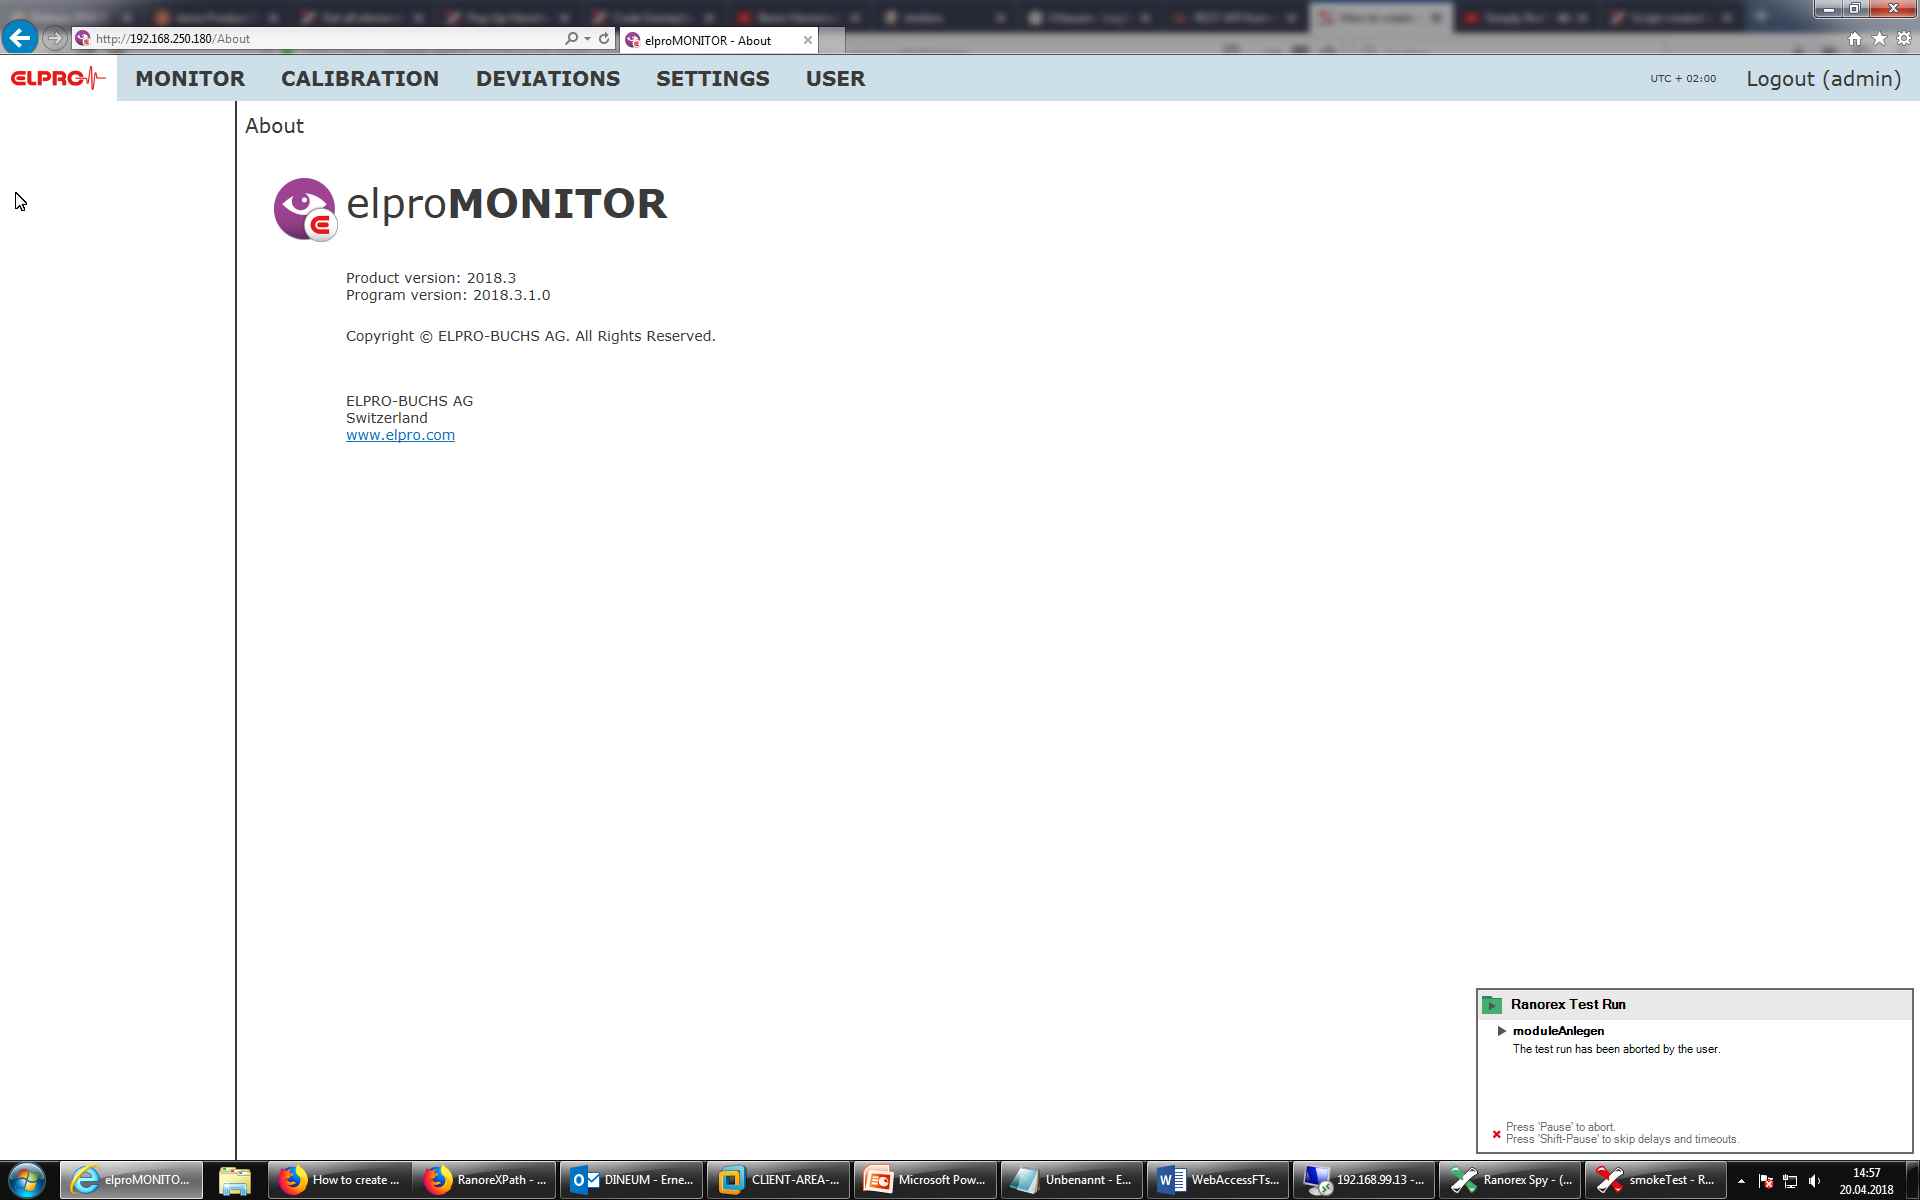 http://192.168.250.180/About
elproMONITOR - About
ELPRO
MONITOR
CALIBRATION
DEVIATIONS
SETTINGS
USER
UTC + 02:00
Logout (admin)
About
elproMONITOR
Product version: 2018.3
Program version: 2018.3.1.0
Copyright © ELPRO-BUCHS AG. All Rights Reserved.
ELPRO-BUCHS AG
Switzerland
www.elpro.com
Ranorex Test Run
moduleAnlegen
The test run has been aborted by the user.
Press 'Pause' to abort.
Press 'Shift-Pause' to skip delays and timeouts.
elproMONITO...
How to create ...
RanoreXPath - ...
DINEUM - Erne...
CLIENT-AREA-...
Microsoft Pow...
Unbenannt - E...
WebAccessFTs...
192.168.99.13 -...
Ranorex Spy - (...
smokeTest - R...
14:57
20.04.2018